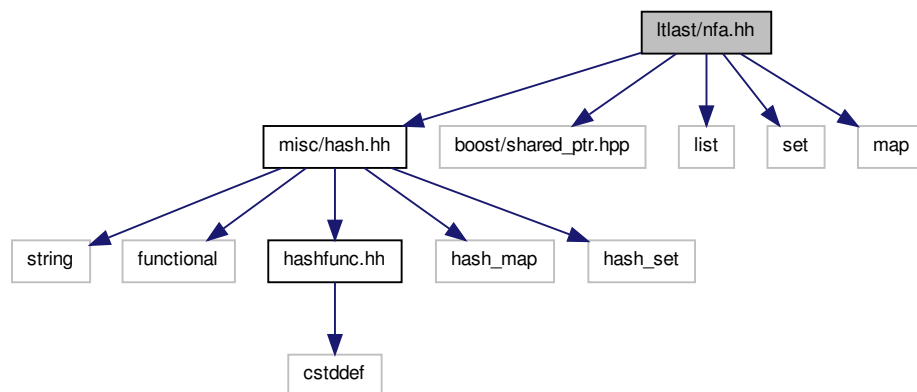 ltlast/nfa.hh
misc/hash.hh
boost/shared_ptr.hpp
list
set
map
string
functional
hashfunc.hh
hash_map
hash_set
cstddef